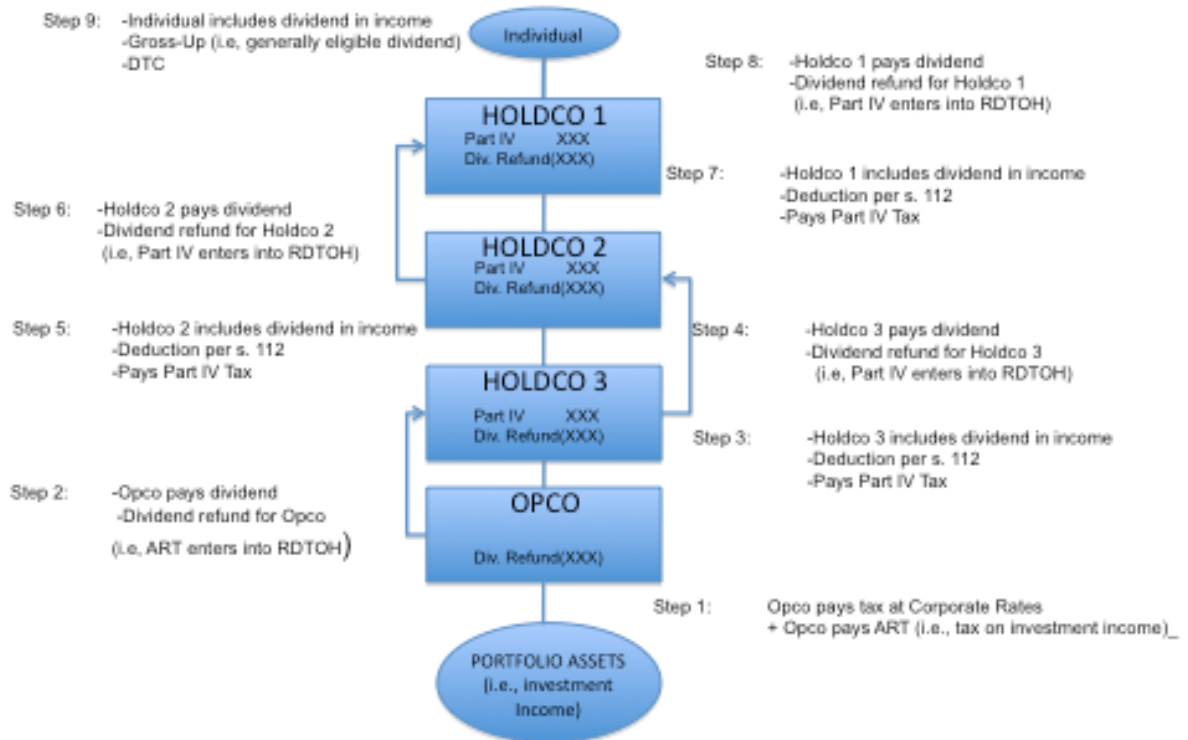 Step 9: -Individual includes dividend in income
-Gross-Up (i.e, generally eligible dividend)
-DTC
Individual
Step 8: -Holdco 1 pays dividend
-Dividend refund for Holdco 1
(i.e, Part IV enters into RDTOH)
HOLDCO 1
Part IV XXX
Div. Refund(XXX)
Step 7: -Holdco 1 includes dividend in income
-Deduction per s. 112
-Pays Part IV Tax
Step 6: -Holdco 2 pays dividend
-Dividend refund for Holdco 2
(i.e, Part IV enters into RDTOH)
HOLDCO 2
Part IV XXX
Div. Refund(XXX)
Step 5: -Holdco 2 includes dividend in income
-Deduction per s. 112
-Pays Part IV Tax
Step 4: -Holdco 3 pays dividend
-Dividend refund for Holdco 3
(i.e, Part IV enters into RDTOH)
HOLDCO 3
Part IV XXX
Div. Refund(XXX)
Step 3: -Holdco 3 includes dividend in income
-Deduction per s. 112
-Pays Part IV Tax
Step 2: -Opco pays dividend
-Dividend refund for Opco
(i.e, ART enters into RDTOH)
OPCO
Div. Refund(XXX)
Step 1: Opco pays tax at Corporate Rates
+ Opco pays ART (i.e., tax on investment income)_
PORTFOLIO ASSETS
(i.e., investment
Income)